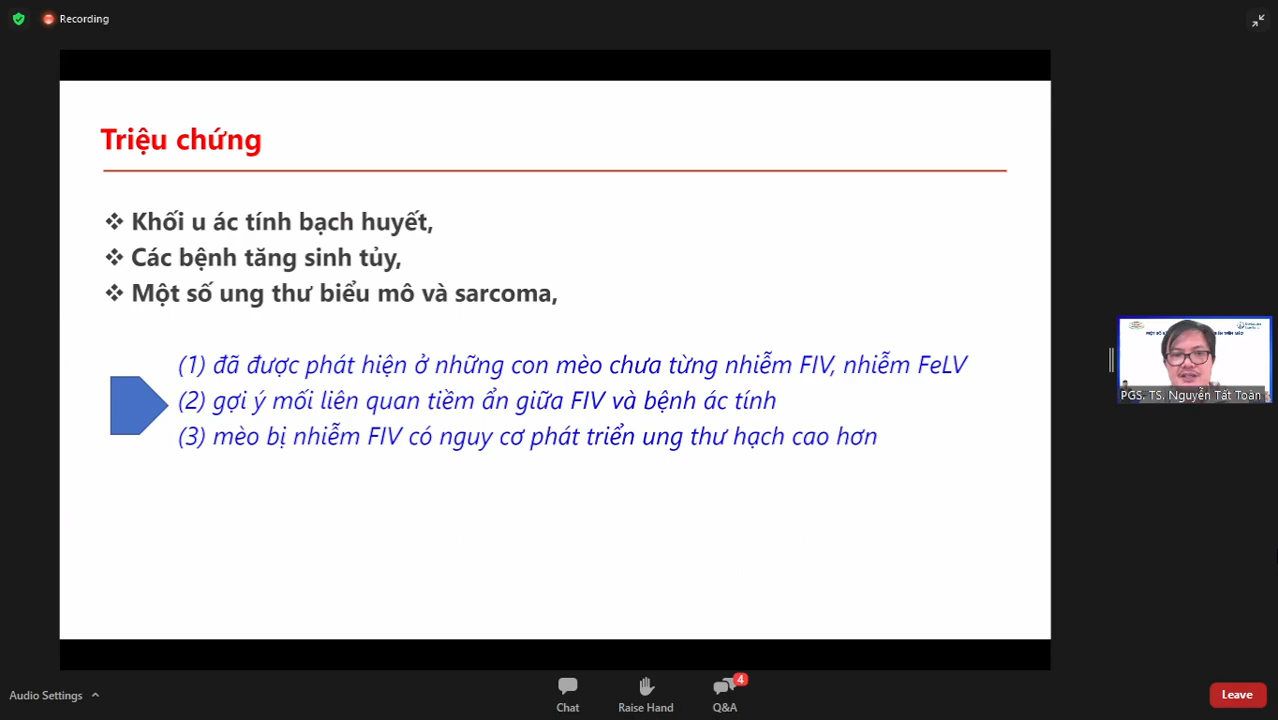 Recording
Triệu chứng
❖ Khối u ác tính bạch huyết,
❖ Các bệnh tăng sinh tủy,
❖ Một số ung thư biểu mô và sarcoma,
(1) đã được phát hiện ở những con mèo chưa từng nhiễm FIV, nhiễm FeLV
(2) gợi ý mối liên quan tiềm ẩn giữa FIV và bệnh ác tính
(3) mèo bị nhiễm FIV có nguy cơ phát triển ung thư hạch cao hơn
PGS. TS. Nguyễn Tất Toàn
Audio Settings
Chat
Raise Hand
4
Q&A
Leave